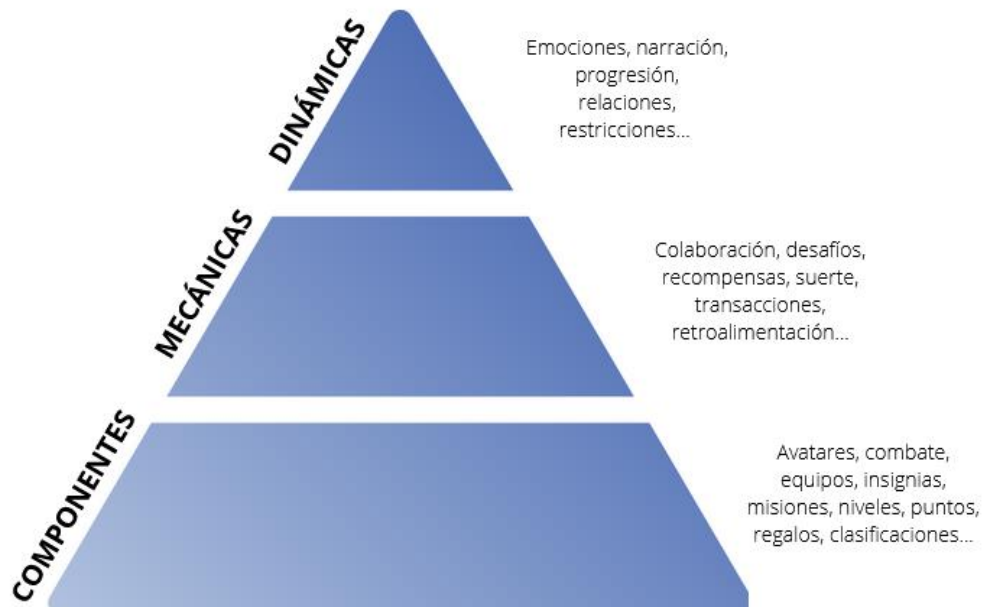 DINÁMICAS
Emociones, narración,
progresión,
relaciones,
restricciones...
MECÁNICAS
Colaboración, desafíos,
recompensas, suerte,
transacciones,
retroalimentación...
COMPONENTES
Avatares, combate,
equipos, insignias,
misiones, niveles, puntos,
regalos, clasificaciones...